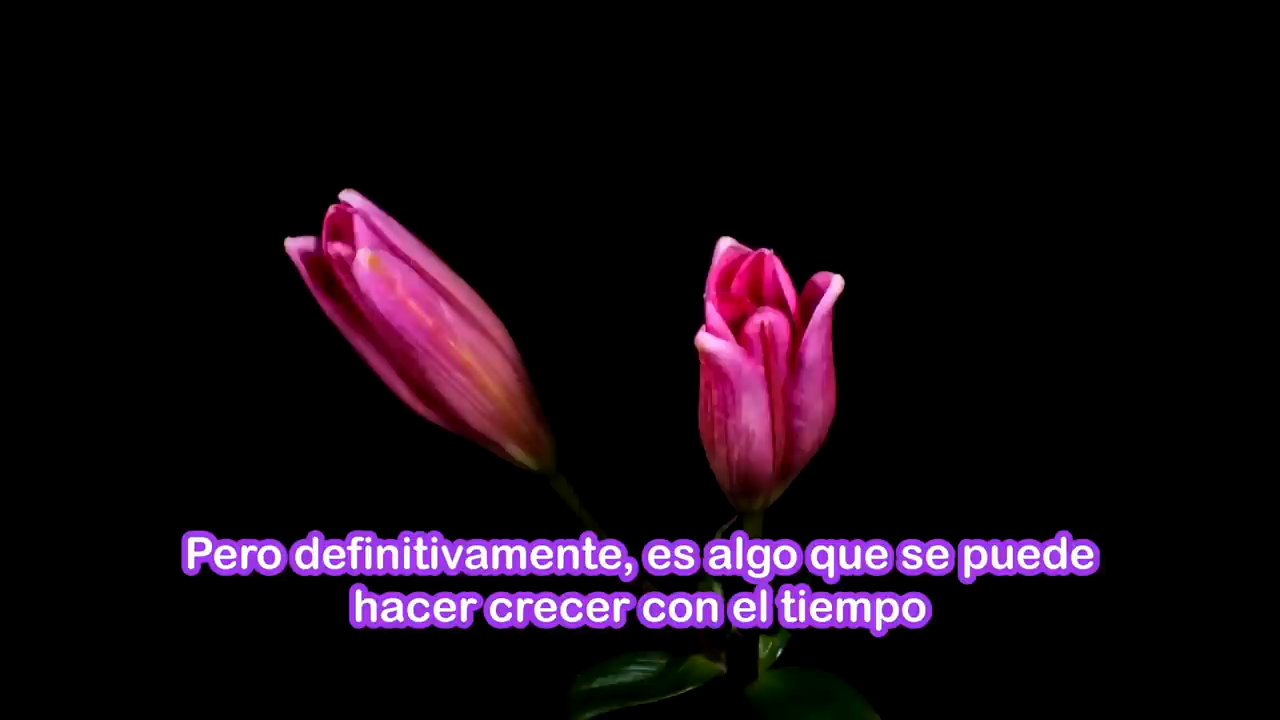 Pero definitivamente, es algo que se puede
hacer crecer con el tiempo